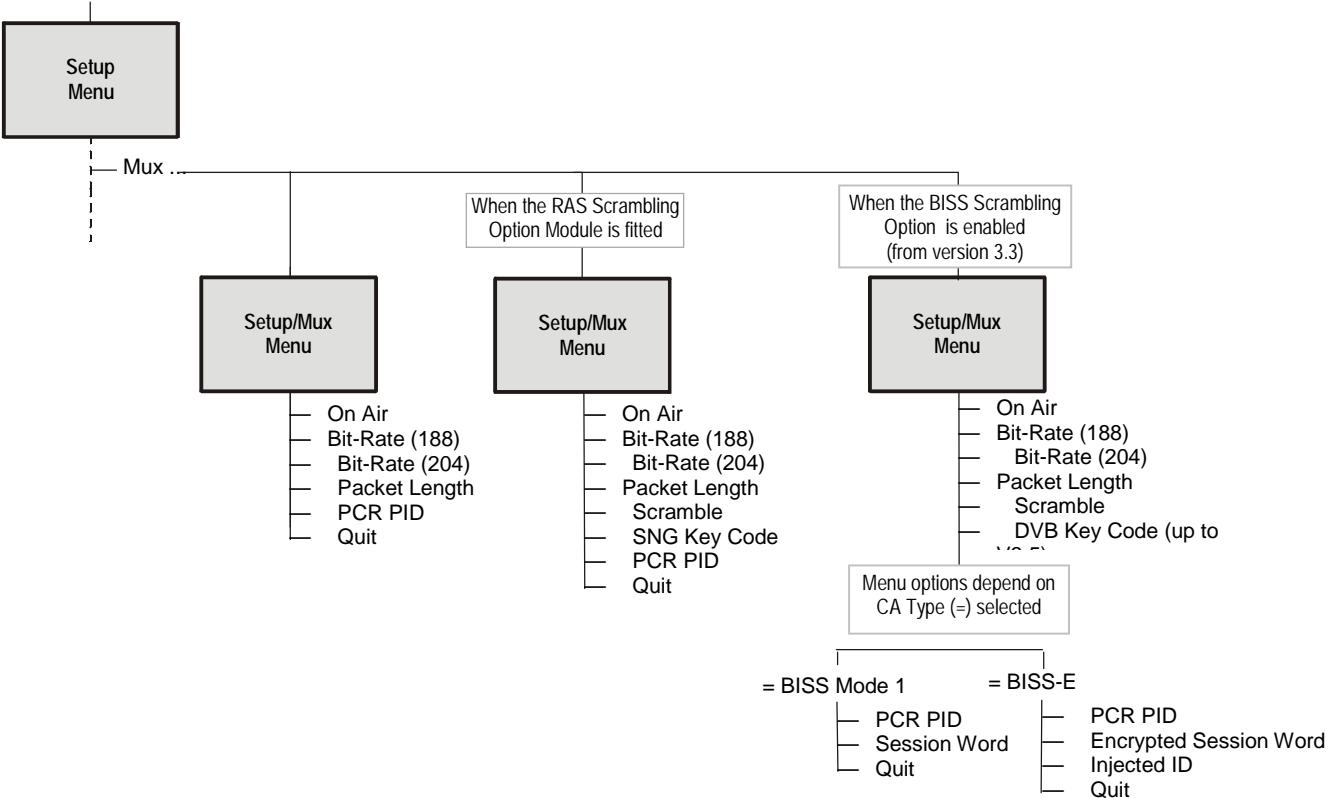 Setup
Menu
Mux ...
When the RAS Scrambling
Option Module is fitted
When the BISS Scrambling
Option is enabled
(from version 3.3)
Setup/Mux
Menu
On Air
Bit-Rate (188)
Bit-Rate (204)
Packet Length
PCR PID
Quit
Setup/Mux
Menu
On Air
Bit-Rate (188)
Bit-Rate (204)
Packet Length
Scramble
SNG Key Code
PCR PID
Quit
Setup/Mux
Menu
On Air
Bit-Rate (188)
Bit-Rate (204)
Packet Length
Scramble
DVB Key Code (up to
Menu options depend on
CA Type (=) selected
= BISS Mode 1
PCR PID
Session Word
Quit
= BISS-E
PCR PID
Encrypted Session Word
Injected ID
Quit